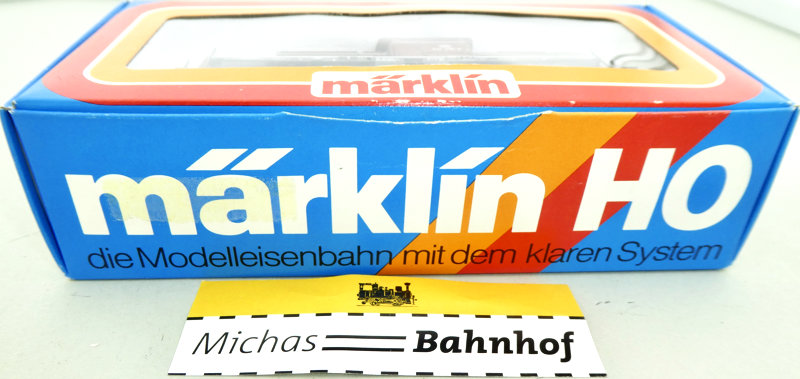 märklin
märklin HO
die Modelleisenbahn mit dem klaren System
Michas Bahnhof